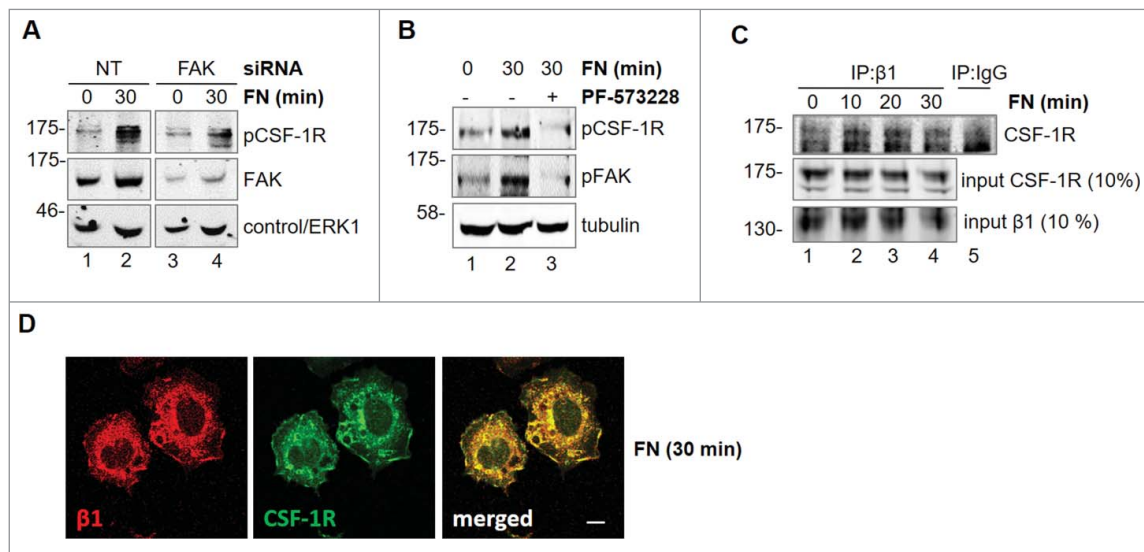 A
NT FAK siRNA
0 30 0 30 FN (min)
175- pCSF-1R
175- FAK
46- control/ERK1
1 2 3 4
B
0 30 30 FN (min)
- - + PF-573228
175- pCSF-1R
pFAK
58- tubulin
1 2 3
C
IP:β1 IP:IgG
0 10 20 30 FN (min)
175- CSF-1R
175- input CSF-1R (10%)
130- input β1 (10 %)
1 2 3 4 5
D
β1 CSF-1R merged FN (30 min)